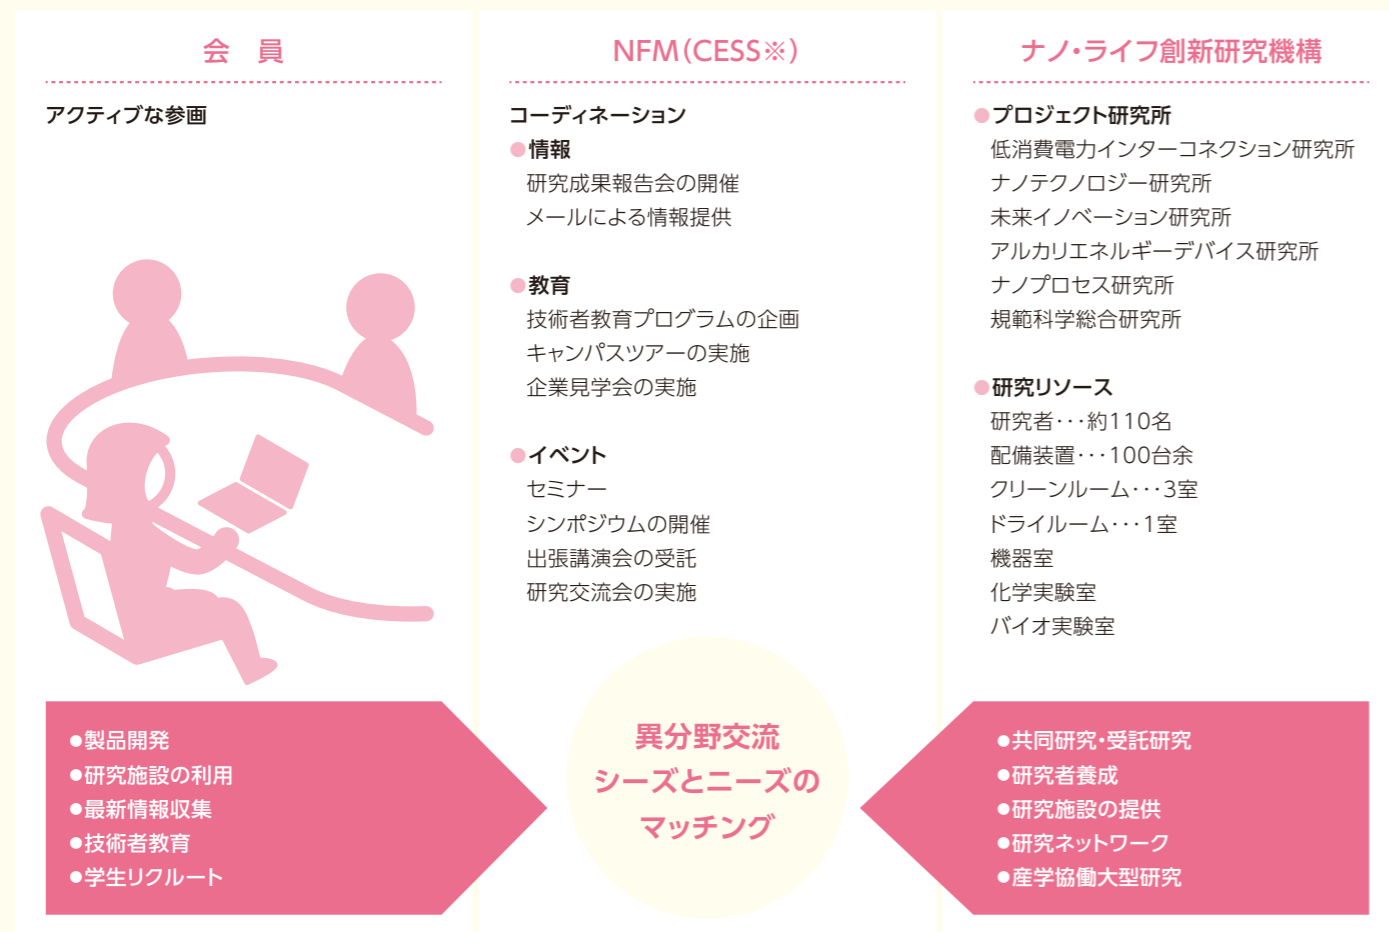 会　員
アクティブな参画
●製品開発
●研究施設の利用
●最新情報収集
●技術者教育
●学生リクルート
NFM(CESS※)
コーディネーション
●情報
研究成果報告会の開催
メールによる情報提供
●教育
技術者教育プログラムの企画
キャンパスツアーの実施
企業見学会の実施
●イベント
セミナー
シンポジウムの開催
出張講演会の受託
研究交流会の実施
異分野交流
シーズとニーズの
マッチング
ナノ・ライフ創新研究機構
●プロジェクト研究所
低消費電力インターコネクション研究所
ナノテクノロジー研究所
未来イノベーション研究所
アルカリエネルギーデバイス研究所
ナノプロセス研究所
規範科学総合研究所
●研究リソース
研究者･･･約110名
配備装置･･･100台余
クリーンルーム･･･3室
ドライルーム･･･1室
機器室
化学実験室
バイオ実験室
●共同研究・受託研究
●研究者養成
●研究施設の提供
●研究ネットワーク
●産学協働大型研究